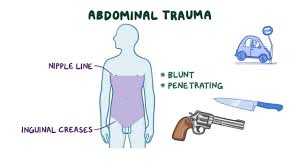 ABDOMINAL TRAUMA
NIPPLE LINE
* BLUNT
* PENETRATING
INGUINAL CREASES